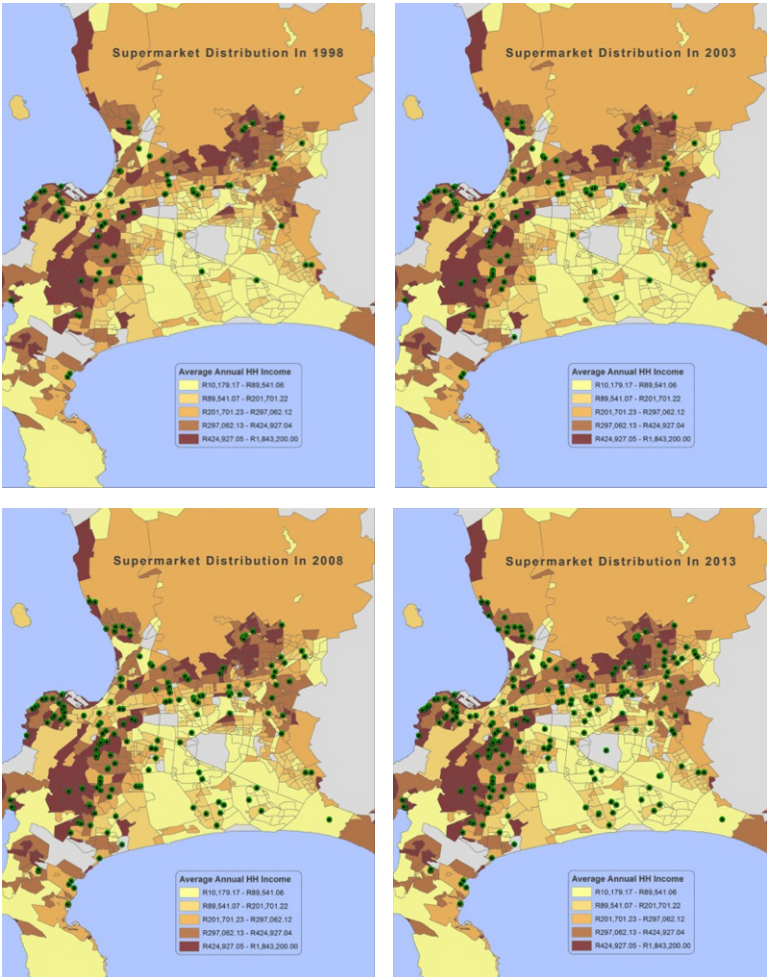 Supermarket Distribution In 1998
Average Annual HH Income
R10,179.17 - R89,541.06
R89,541.07 - R201,701.22
R201,701.23 - R297,062.12
R297,062.13 - R424,927.04
R424,927.05 - R1,843,200.00
Supermarket Distribution In 2003
Average Annual HH Income
R10,179.17 - R89,541.06
R89,541.07 - R201,701.22
R201,701.23 - R297,062.12
R297,062.13 - R424,927.04
R424,927.05 - R1,843,200.00
Supermarket Distribution In 2008
Average Annual HH Income
R10,179.17 - R89,541.06
R89,541.07 - R201,701.22
R201,701.23 - R297,062.12
R297,062.13 - R424,927.04
R424,927.05 - R1,843,200.00
Supermarket Distribution In 2013
Average Annual HH Income
R10,179.17 - R89,541.06
R89,541.07 - R201,701.22
R201,701.23 - R297,062.12
R297,062.13 - R424,927.04
R424,927.05 - R1,843,200.00